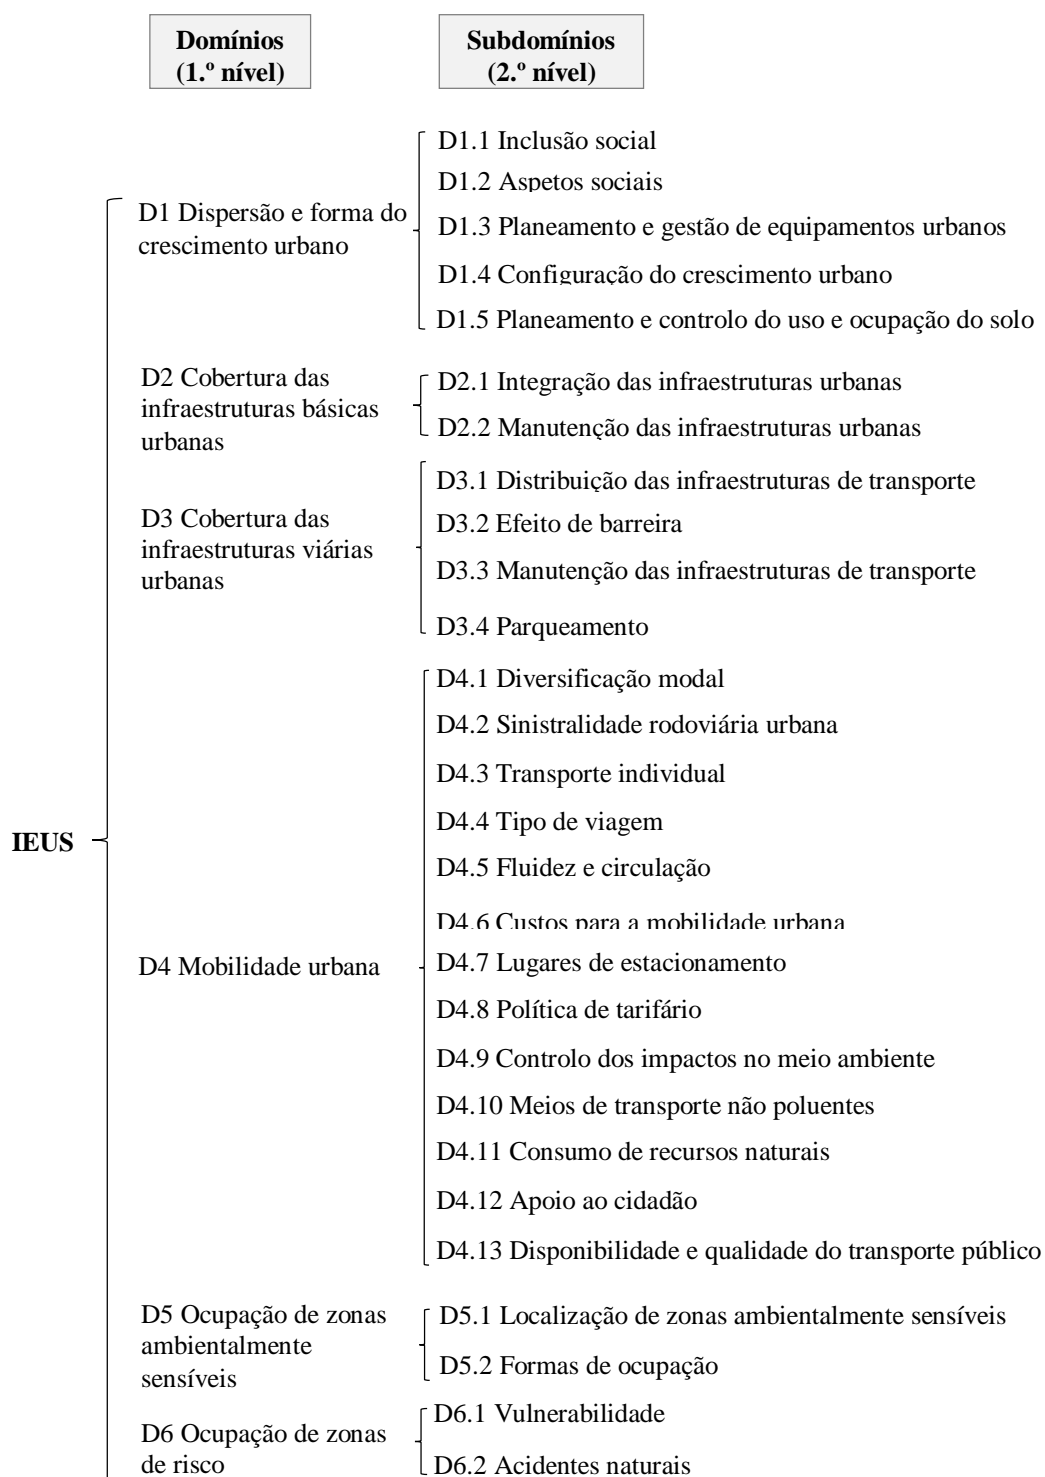 Domínios
(1.º nível)
Subdomínios
(2.º nível)
D1 Dispersão e forma do
crescimento urbano
D1.1 Inclusão social
D1.2 Aspetos sociais
D1.3 Planeamento e gestão de equipamentos urbanos
D1.4 Configuração do crescimento urbano
D1.5 Planeamento e controlo do uso e ocupação do solo
D2 Cobertura das
infraestruturas básicas
urbanas
D2.1 Integração das infraestruturas urbanas
D2.2 Manutenção das infraestruturas urbanas
D3 Cobertura das
infraestruturas viárias
urbanas
D3.1 Distribuição das infraestruturas de transporte
D3.2 Efeito de barreira
D3.3 Manutenção das infraestruturas de transporte
D3.4 Parqueamento
IEUS
D4 Mobilidade urbana
D4.1 Diversificação modal
D4.2 Sinistralidade rodoviária urbana
D4.3 Transporte individual
D4.4 Tipo de viagem
D4.5 Fluidez e circulação
D4.6 Custos para a mobilidade urbana
D4.7 Lugares de estacionamento
D4.8 Política de tarifário
D4.9 Controlo dos impactos no meio ambiente
D4.10 Meios de transporte não poluentes
D4.11 Consumo de recursos naturais
D4.12 Apoio ao cidadão
D4.13 Disponibilidade e qualidade do transporte público
D5 Ocupação de zonas
ambientalmente
sensíveis
D5.1 Localização de zonas ambientalmente sensíveis
D5.2 Formas de ocupação
D6 Ocupação de zonas
de risco
D6.1 Vulnerabilidade
D6.2 Acidentes naturais